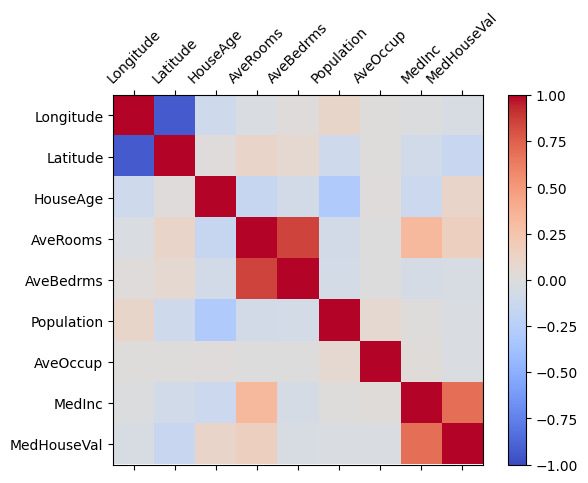 Longitude
Latitude
HouseAge
AveRooms
AveBedrms
Population
AveOccup
MedInc
MedHouseVal
Longitude
Latitude
HouseAge
AveRooms
AveBedrms
Population
AveOccup
MedInc
MedHouseVal
1.00
0.75
0.50
0.25
0.00
−0.25
−0.50
−0.75
−1.00